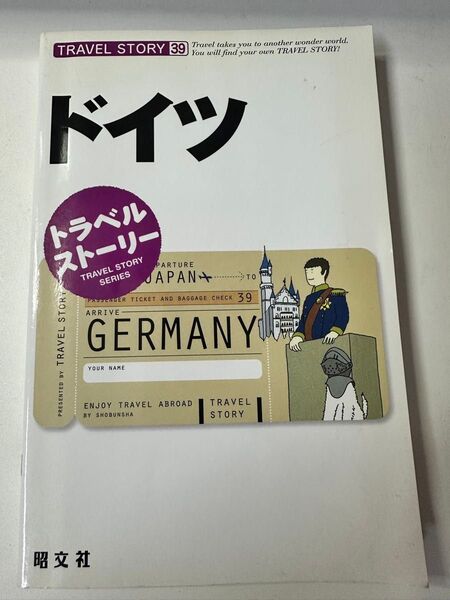 TRAVEL STORY 39
Travel takes you to another wonder world.
You will find your own TRAVEL STORY!
ドイツ
トラベル
ストーリー
TRAVEL STORY
SERIES
PARTURE
JAPAN
TO
PASSENGER TICKET AND BAGGAGE CHECK 39
ARRIVE
GERMANY
YOUR NAME
ENJOY TRAVEL ABROAD
BY SHOBUNSHA
TRAVEL
STORY
PRESENTED BY TRAVEL STORY
昭文社